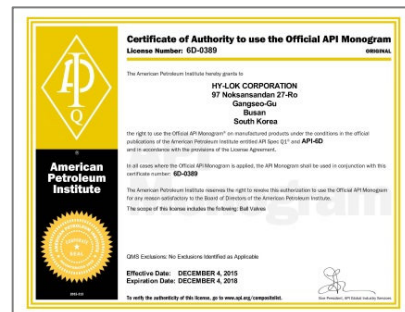 Certificate of Authority to use the Official API Monogram
License Number: 6D-0389
ORIGINAL
The American Petroleum Institute hereby grants to
HY-LOK CORPORATION
97 Noksansandan 27-Ro
Gangseo-Gu
Busan
South Korea
the right to use the Official API Monogram® on manufactured products under the conditions in the official
publications of the American Petroleum Institute entitled API Spec Q1® and API-6D
and in accordance with the provisions of the License Agreement.
American
Petroleum
Institute
In all cases where the Official API Monogram is applied, the API Monogram shall be used in conjunction with this
certificate number: 6D-0389
The American Petroleum Institute reserves the right to revoke this authorization to use the Official API Monogram
for any reason satisfactory to the Board of Directors of the American Petroleum Institute.
The scope of this license includes the following: Ball Valves
QMS Exclusions: No Exclusions Identified as Applicable
Effective Date: DECEMBER 4, 2015
Expiration Date: DECEMBER 4, 2018
To verify the authenticity of this license, go to www.api.org/compositelist.
Vice President, API Global Industry Services